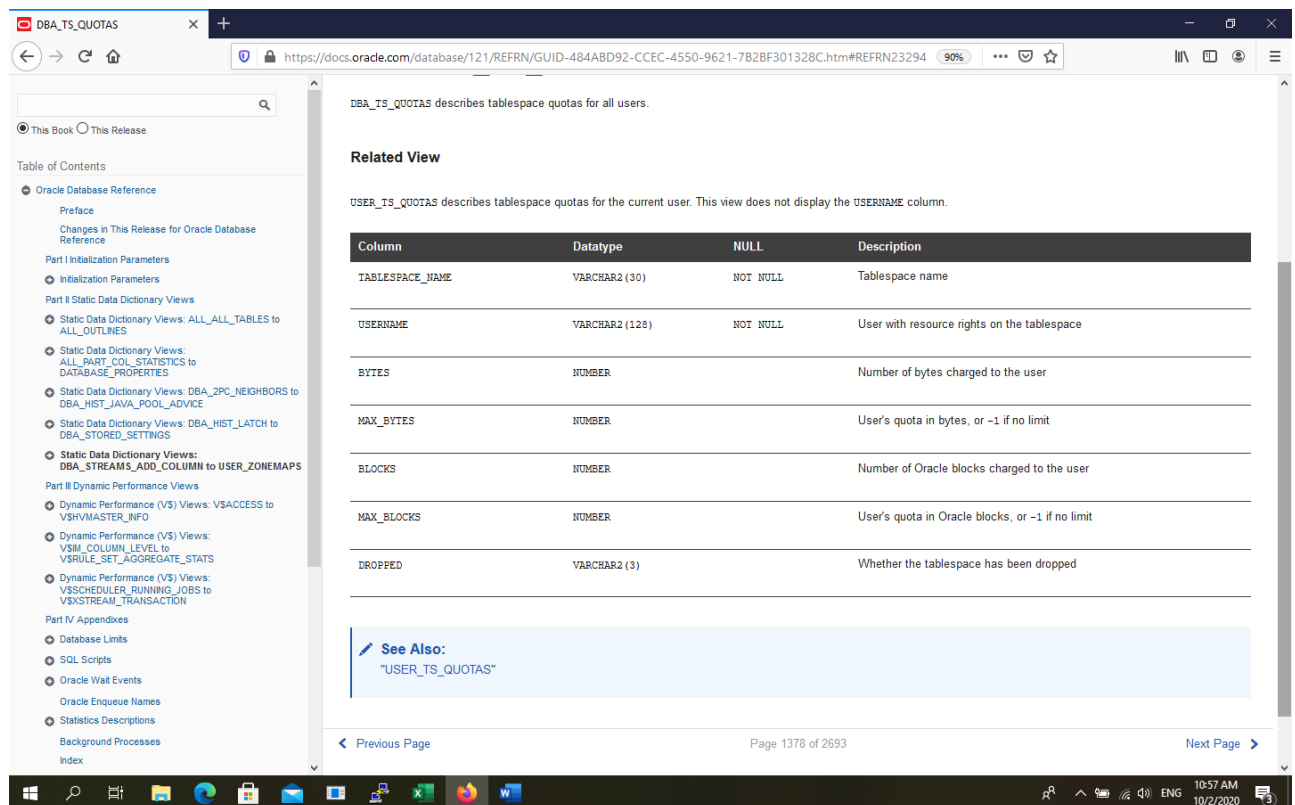 DBA_TS_QUOTAS
https://docs.oracle.com/database/121/REFRN/GUID-484ABD92-CCEC-4550-9621-7B2BF301328C.htm#REFRN23294 90%
This Book This Release
Table of Contents
Oracle Database Reference
Preface
Changes in This Release for Oracle Database
Reference
Part I Initialization Parameters
Initialization Parameters
Part II Static Data Dictionary Views
Static Data Dictionary Views: ALL_ALL_TABLES to
ALL_OUTLINES
Static Data Dictionary Views:
ALL_PART_COL_STATISTICS to
DATABASE_PROPERTIES
Static Data Dictionary Views: DBA_2PC_NEIGHBORS to
DBA_HIST_JAVA_POOL_ADVICE
Static Data Dictionary Views: DBA_HIST_LATCH to
DBA_STORED_SETTINGS
Static Data Dictionary Views:
DBA_STREAMS_ADD_COLUMN to USER_ZONEMAPS
Part III Dynamic Performance Views
Dynamic Performance (V$) Views: V$ACCESS to
V$HVMASTER_INFO
Dynamic Performance (V$) Views:
V$IM_COLUMN_LEVEL to
V$RULE_SET_AGGREGATE_STATS
Dynamic Performance (V$) Views:
V$SCHEDULER_RUNNING_JOBS to
V$XSTREAM_TRANSACTION
Part IV Appendixes
Database Limits
SQL Scripts
Oracle Wait Events
Oracle Enqueue Names
Statistics Descriptions
Background Processes
Index
DBA_TS_QUOTAS describes tablespace quotas for all users.
Related View
USER_TS_QUOTAS describes tablespace quotas for the current user. This view does not display the USERNAME column.
Column Datatype NULL Description
TABLESPACE_NAME VARCHAR2(30) NOT NULL Tablespace name
USERNAME VARCHAR2(128) NOT NULL User with resource rights on the tablespace
BYTES NUMBER Number of bytes charged to the user
MAX_BYTES NUMBER User's quota in bytes, or -1 if no limit
BLOCKS NUMBER Number of Oracle blocks charged to the user
MAX_BLOCKS NUMBER User's quota in Oracle blocks, or -1 if no limit
DROPPED VARCHAR2(3) Whether the tablespace has been dropped
See Also:
"USER_TS_QUOTAS"
Previous Page Page 1378 of 2693 Next Page
ENG 10:57 AM
10/2/2020